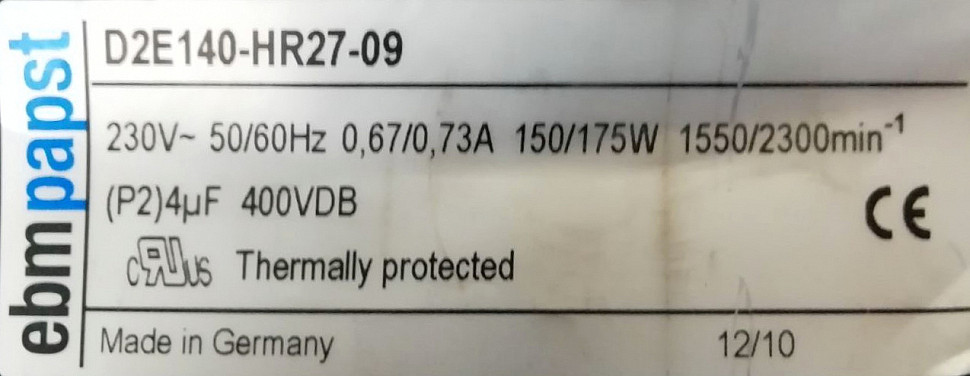 ebmpapst
D2E140-HR27-09
230V~ 50/60Hz 0,67/0,73A 150/175W 1550/2300min⁻¹
(P2)4µF 400VDB
CE
cRUus Thermally protected
Made in Germany 12/10